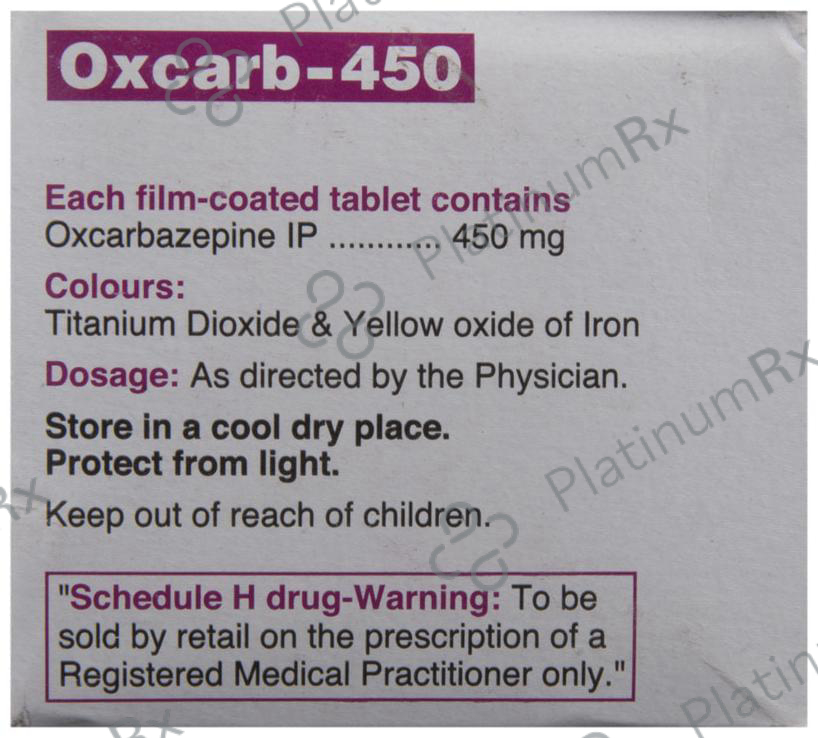 Oxcarb-450
Each film-coated tablet contains
Oxcarbazepine IP ............ 450 mg
Colours:
Titanium Dioxide & Yellow oxide of Iron
Dosage: As directed by the Physician.
Store in a cool dry place.
Protect from light.
Keep out of reach of children.
"Schedule H drug-Warning: To be
sold by retail on the prescription of a
Registered Medical Practitioner only."
PlatinumRx
PlatinumRx